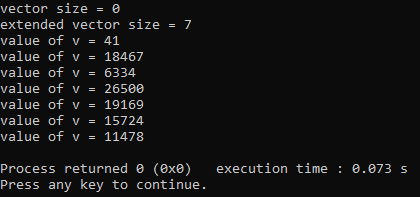 vector size = 0
extended vector size = 7
value of v = 41
value of v = 18467
value of v = 6334
value of v = 26500
value of v = 19169
value of v = 15724
value of v = 11478
Process returned 0 (0x0)   execution time : 0.073 s
Press any key to continue.